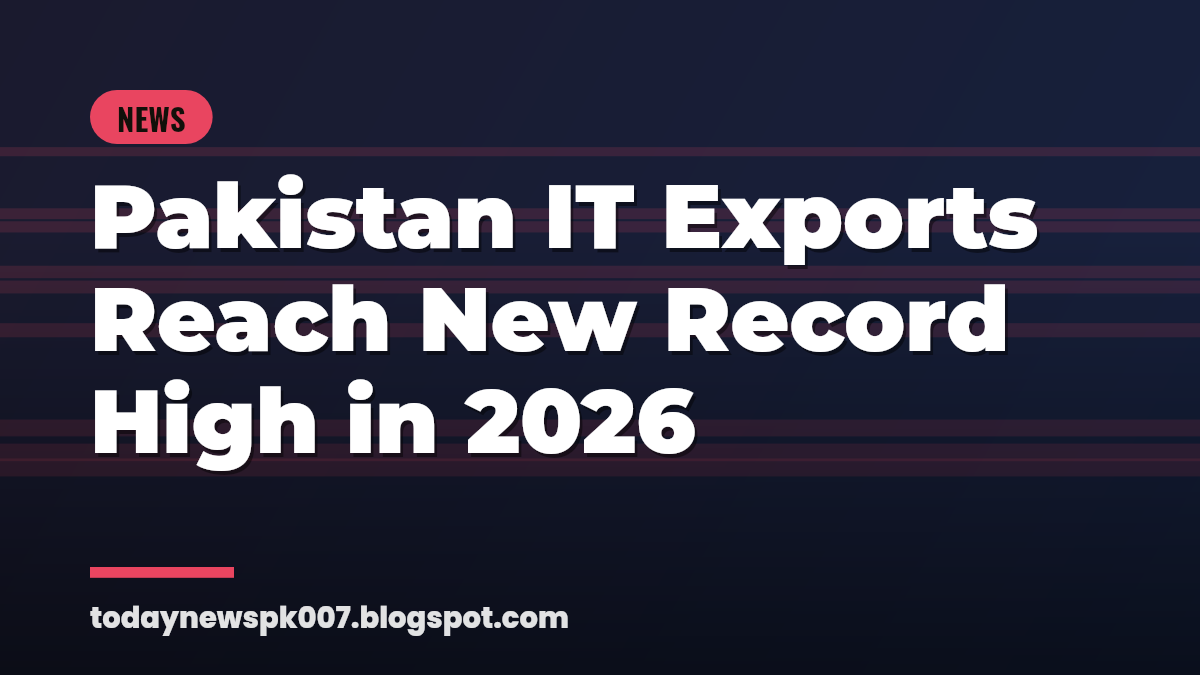 NEWS
Pakistan IT Exports
Reach New Record
High in 2026
todaynewspk007.blogspot.com